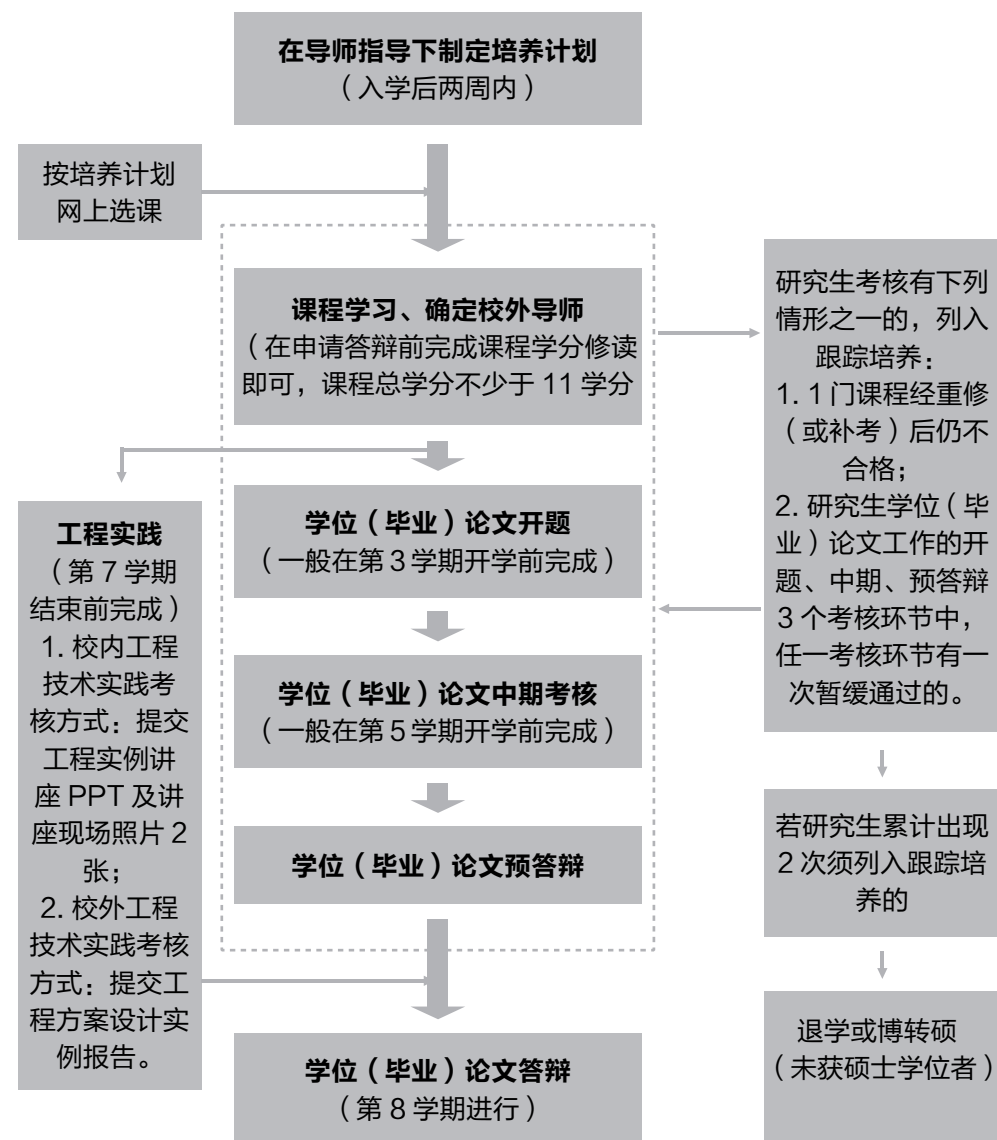 在导师指导下制定培养计划
（入学后两周内）
按培养计划
网上选课
课程学习、确定校外导师
（在申请答辩前完成课程学分修读
即可，课程总学分不少于 11 学分
研究生考核有下列
情形之一的，列入
跟踪培养：
1. 1 门课程经重修
（或补考）后仍不
合格；
2. 研究生学位（毕
业）论文工作的开
题、中期、预答辩
3 个考核环节中，
任一考核环节有一
次暂缓通过的。
学位（毕业）论文开题
（一般在第 3 学期开学前完成）
工程实践
（第 7 学期
结束前完成）
1. 校内工程
技术实践考
核方式：提交
工程实例讲
座 PPT 及讲
座现场照片 2
张；
2. 校外工程
技术实践考核
方式：提交工
程方案设计实
例报告。
学位（毕业）论文中期考核
（一般在第 5 学期开学前完成）
学位（毕业）论文预答辩
若研究生累计出现
2 次须列入跟踪培
养的
学位（毕业）论文答辩
（第 8 学期进行）
退学或博转硕
（未获硕士学位者）